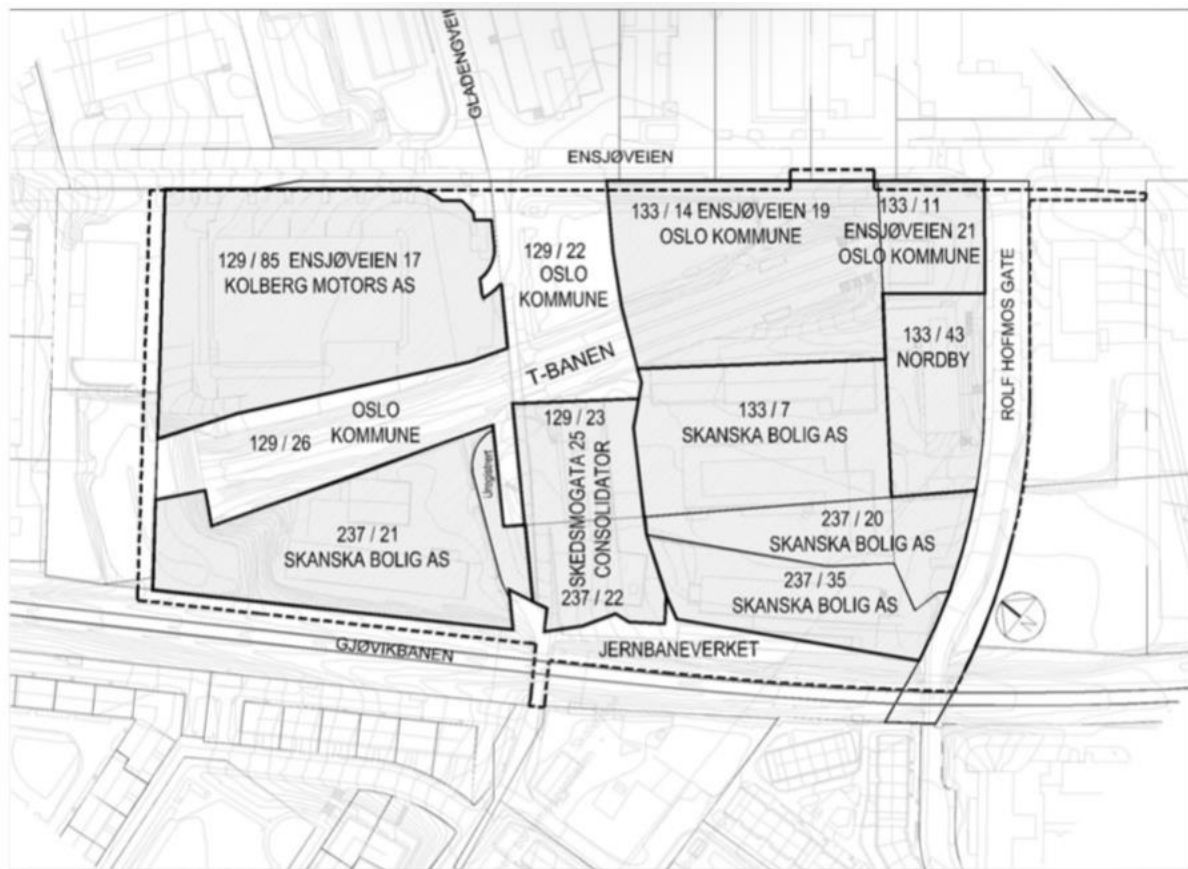 GLADENGVEI
ENSJØVEIEN
129 / 85 ENSJØVEIEN 17
KOLBERG MOTORS AS
129 / 22
OSLO
KOMMUNE
133 / 14 ENSJØVEIEN 19
OSLO KOMMUNE
133 / 11
ENSJØVEIEN 21
OSLO KOMMUNE
T-BANEN
133 / 43
NORDBY
ROLF HOFMOS GATE
OSLO
KOMMUNE
129 / 26
129 / 23
SKEDSMOGATA 25
CONSOLIDATOR
237 / 22
133 / 7
SKANSKA BOLIG AS
Uregistrert
237 / 21
SKANSKA BOLIG AS
237 / 20
SKANSKA BOLIG AS
237 / 35
SKANSKA BOLIG AS
N
GJØVIKBANEN
JERNBANEVERKET